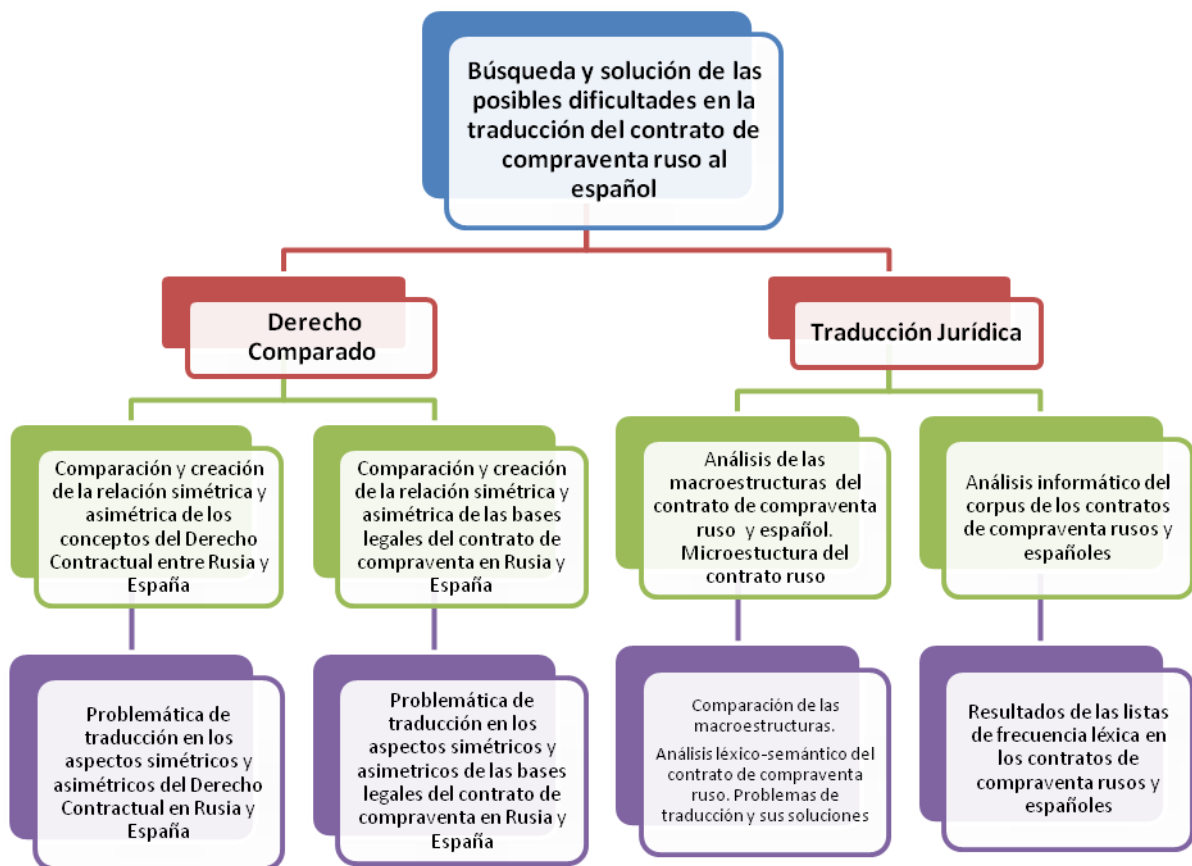 Búsqueda y solución de las
posibles dificultades en la
traducción del contrato de
compraventa ruso al
español
Derecho
Comparado
Traducción Jurídica
Comparación y creación
de la relación simétrica y
asimétrica de los
conceptos del Derecho
Contractual entre Rusia y
España
Comparación y creación
de la relación simétrica y
asimétrica de las bases
legales del contrato de
compraventa en Rusia y
España
Análisis de las
macroestructuras del
contrato de compraventa
ruso y español.
Microestuctura del
contrato ruso
Análisis informático del
corpus de los contratos
de compraventa rusos y
españoles
Problemática de
traducción en los
aspectos simétricos y
asimétricos del Derecho
Contractual en Rusia y
España
Problemática de
traducción en los
aspectos simétricos y
asimetricos de las bases
legales del contrato de
compraventa en Rusia y
España
Comparación de las
macroestructuras.
Análisis léxico-semántico del
contrato de compraventa
ruso. Problemas de
traducción y sus soluciones
Resultados de las listas
de frecuencia léxica en
los contratos de
compraventa rusos y
españoles